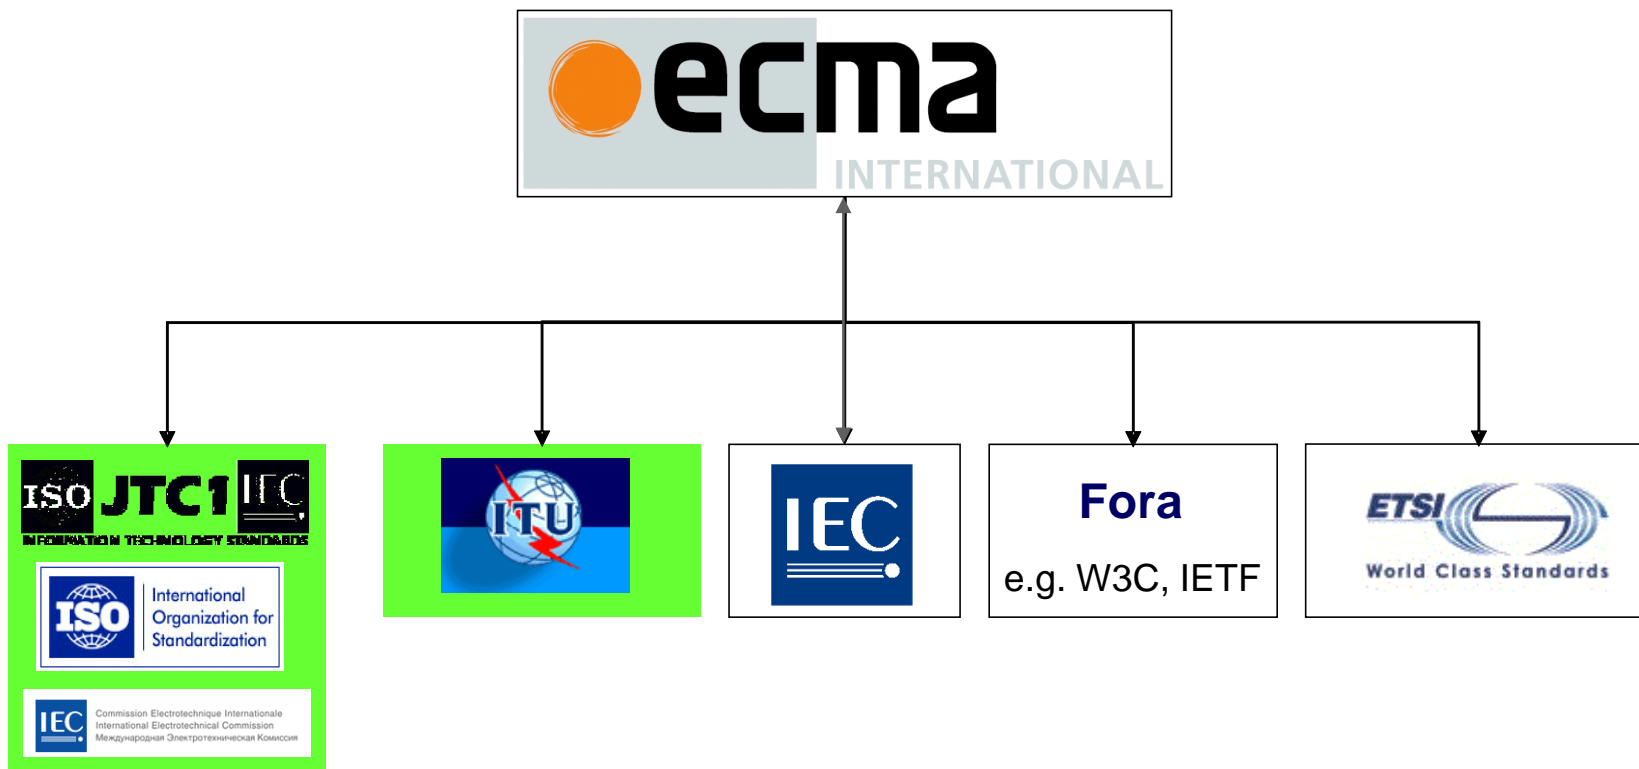 ecma
INTERNATIONAL
ISO JTC1 IEC
INFORMATION TECHNOLOGY STANDARDS
ISO
International
Organization for
Standardization
IEC
Commission Electrotechnique Internationale
International Electrotechnical Commission
Международная Электротехническая Комиссия
ITU
IEC
Fora
e.g. W3C, IETF
ETSI
World Class Standards